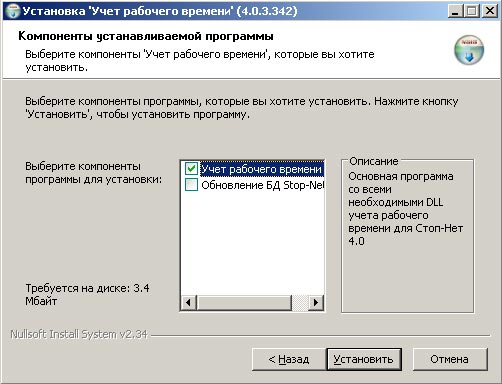 Установка 'Учет рабочего времени' (4.0.3.342)
Компоненты устанавливаемой программы
Выберите компоненты 'Учет рабочего времени', которые вы хотите
установить.
Выберите компоненты программы, которые вы хотите установить. Нажмите кнопку
'Установить', чтобы установить программу.
Выберите компоненты
программы для установки:
Учет рабочего времени
Обновление БД Stop-Net
Описание
Основная программа
со всеми
необходимыми DLL
учета рабочего
времени для Стоп-Нет
4.0
Требуется на диске: 3.4
Мбайт
Nullsoft Install System v2.34
< Назад
Установить
Отмена